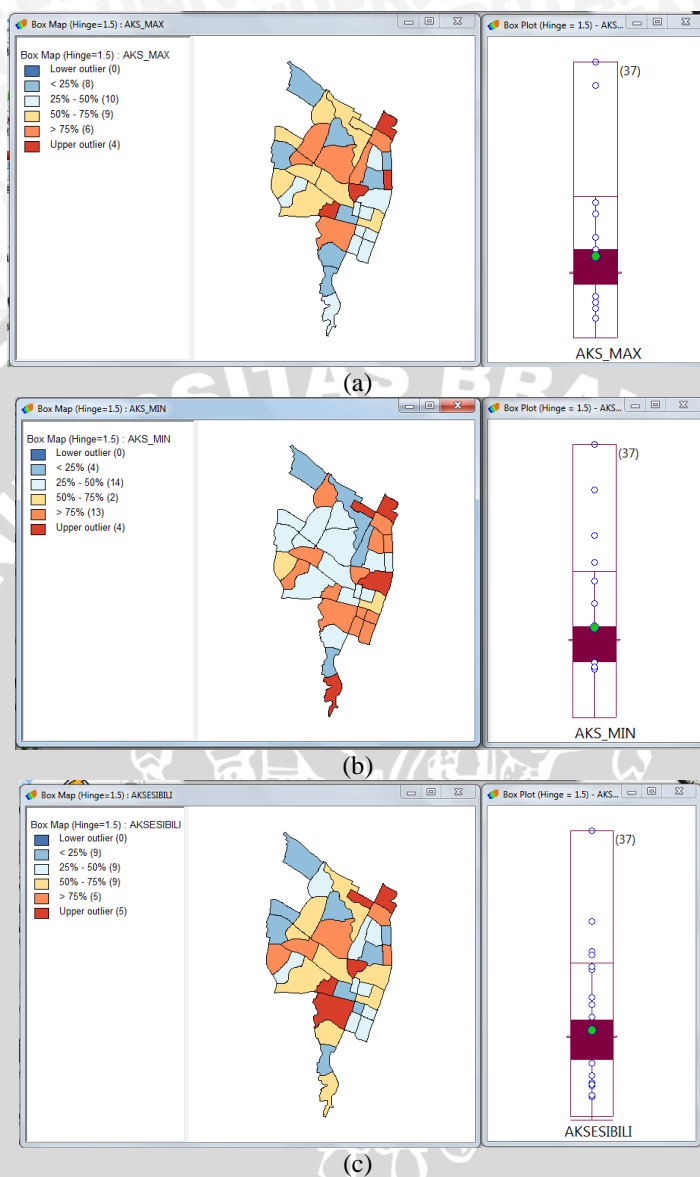 Box Map (Hinge=1.5) : AKS_MAX
Box Map (Hinge=1.5) : AKS_MAX
Lower outlier (0)
< 25% (8)
25% - 50% (10)
50% - 75% (9)
> 75% (6)
Upper outlier (4)
Box Plot (Hinge = 1.5) - AKS...
(37)
AKS_MAX
(a)
Box Map (Hinge=1.5) : AKS_MIN
Box Map (Hinge=1.5) : AKS_MIN
Lower outlier (0)
< 25% (4)
25% - 50% (14)
50% - 75% (2)
> 75% (13)
Upper outlier (4)
Box Plot (Hinge = 1.5) - AKS...
(37)
AKS_MIN
(b)
Box Map (Hinge=1.5) : AKSESIBILI
Box Map (Hinge=1.5) : AKSESIBILI
Lower outlier (0)
< 25% (9)
25% - 50% (9)
50% - 75% (9)
> 75% (5)
Upper outlier (5)
Box Plot (Hinge = 1.5) - AKS...
(37)
AKSESIBILI
(c)